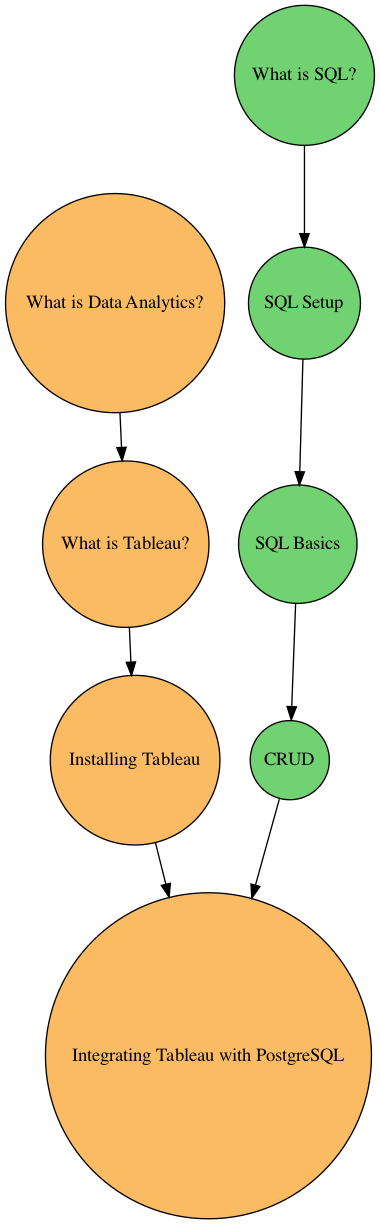 What is SQL?
What is Data Analytics?
SQL Setup
What is Tableau?
SQL Basics
Installing Tableau
CRUD
Integrating Tableau with PostgreSQL